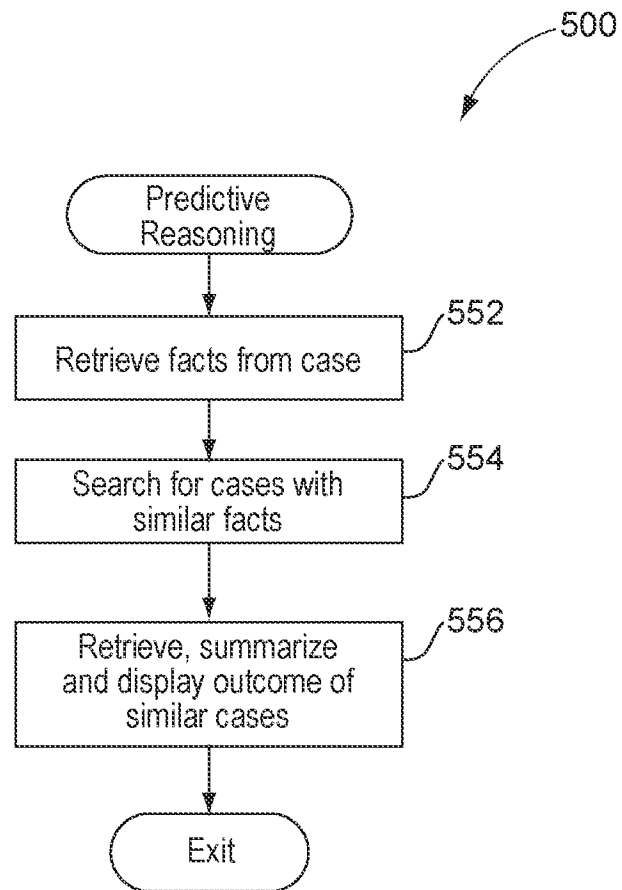 500
Predictive
Reasoning
552
Retrieve facts from case
554
Search for cases with
similar facts
556
Retrieve, summarize
and display outcome of
similar cases
Exit